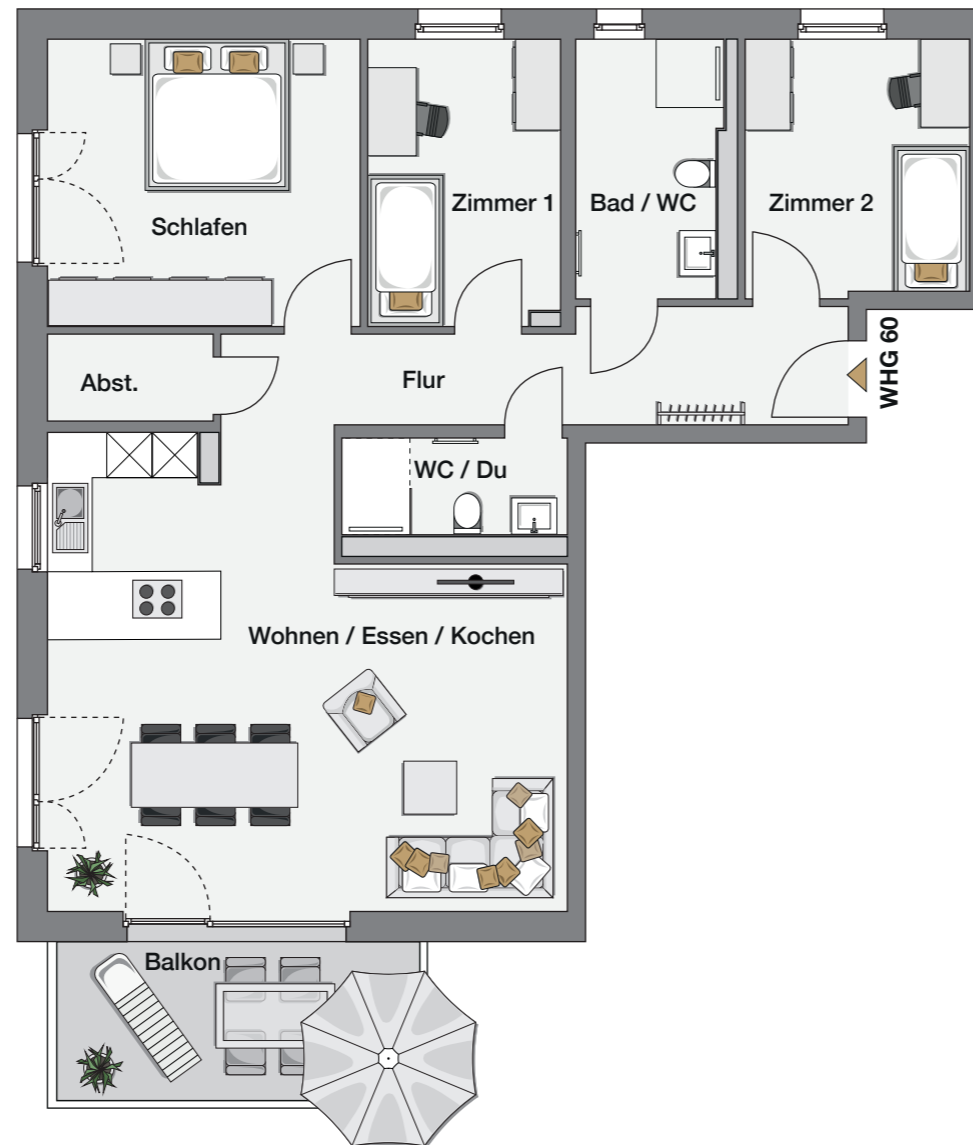 Schlafen
Zimmer 1
Bad / WC
Zimmer 2
Abst.
Flur
WHG 60
WC / Du
Wohnen / Essen / Kochen
Balkon